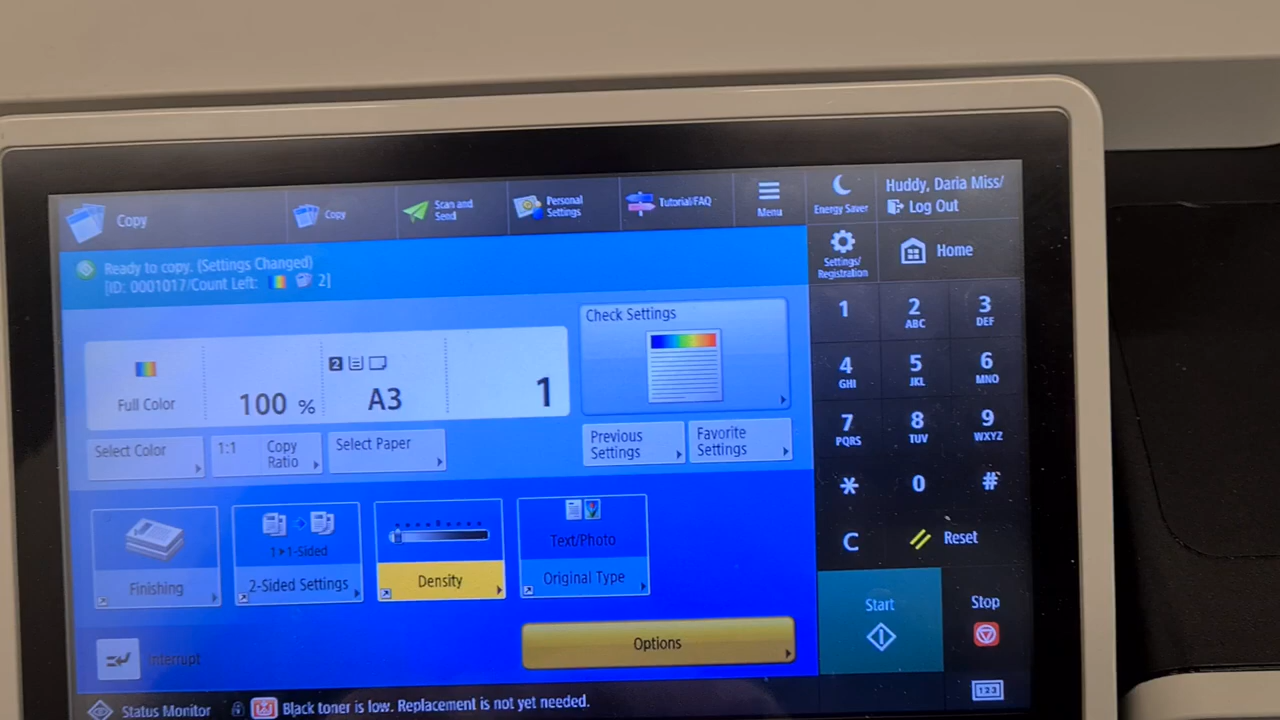 Copy
Copy
Scan and
Send
Personal
Settings
Tutorial/FAQ
Menu
Energy Saver
Huddy, Daria Miss/
Log Out
Ready to copy. (Settings Changed)
[ID: 0001017/Count Left: 2]
Settings/
Registration
Home
Check Settings
Full Color
100 %
2
A3
1
Select Color
1:1 Copy
Ratio
Select Paper
Previous
Settings
Favorite
Settings
1
2
ABC
3
DEF
4
GHI
5
JKL
6
MNO
7
PQRS
8
TUV
9
WXYZ
*
0
#
C
Reset
1►1-Sided
Text/Photo
Finishing
2-Sided Settings
Density
Original Type
Start
Stop
Options
Interrupt
123
Status Monitor
Black toner is low. Replacement is not yet needed.